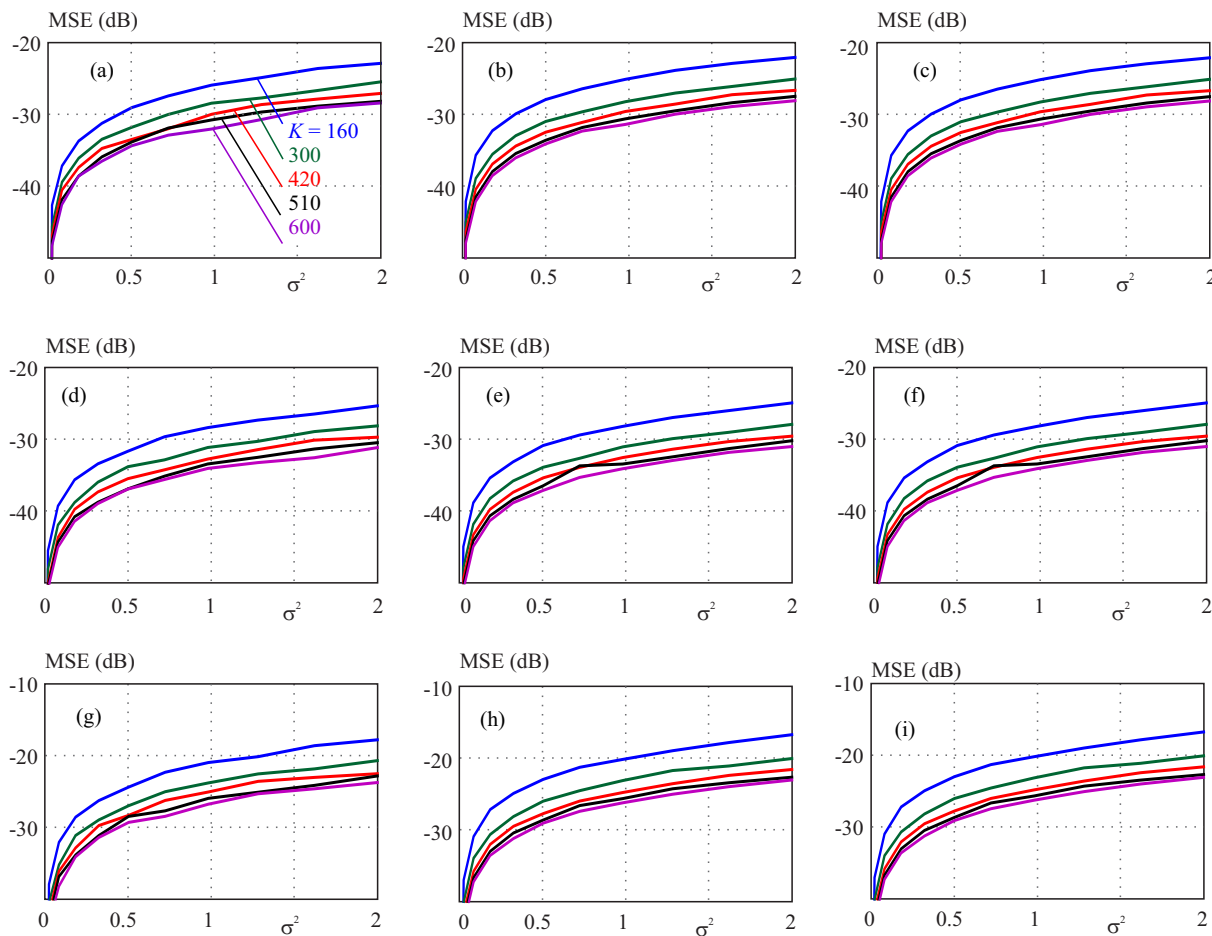 MSE (dB) MSE (dB) MSE (dB)
-20 -20 -20
(a) (b) (c)
-30 -30 -30
K = 160
300
420
510
600
-40 -40 -40
0 0.5 1 σ² 2 0 0.5 1 σ² 2 0 0.5 1 σ² 2
MSE (dB) MSE (dB) MSE (dB)
-20 -20 -20
(d) (e) (f)
-30 -30 -30
-40 -40 -40
0 0.5 1 σ² 2 0 0.5 1 σ² 2 0 0.5 1 σ² 2
MSE (dB) MSE (dB) MSE (dB)
-10 -10 -10
(g) (h) (i)
-20 -20 -20
-30 -30 -30
0 0.5 1 σ² 2 0 0.5 1 σ² 2 0 0.5 1 σ² 2